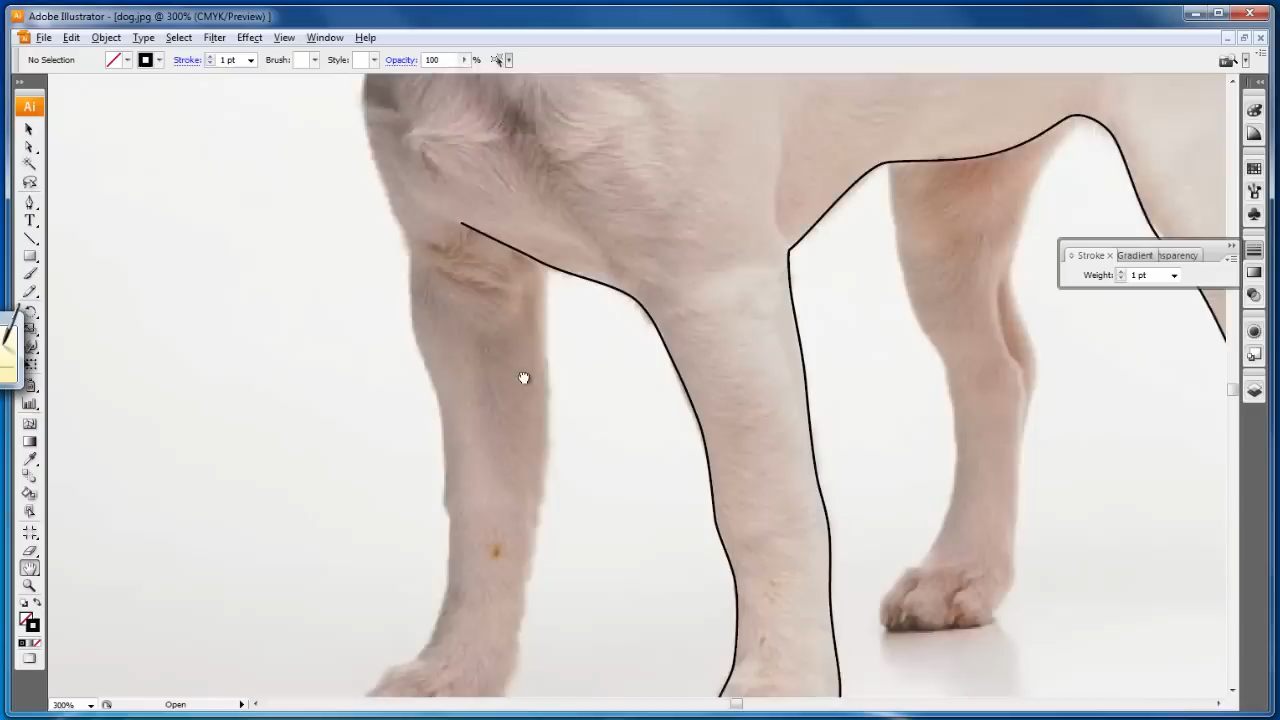 Adobe Illustrator - [dog.jpg @ 300% (CMYK/Preview) ]
File Edit Object Type Select Filter Effect View Window Help
No Selection Stroke: 1 pt Brush: Style: Opacity: 100 %
Ai
T
Stroke × Gradient nsparency
Weight: 1 pt
300% Open